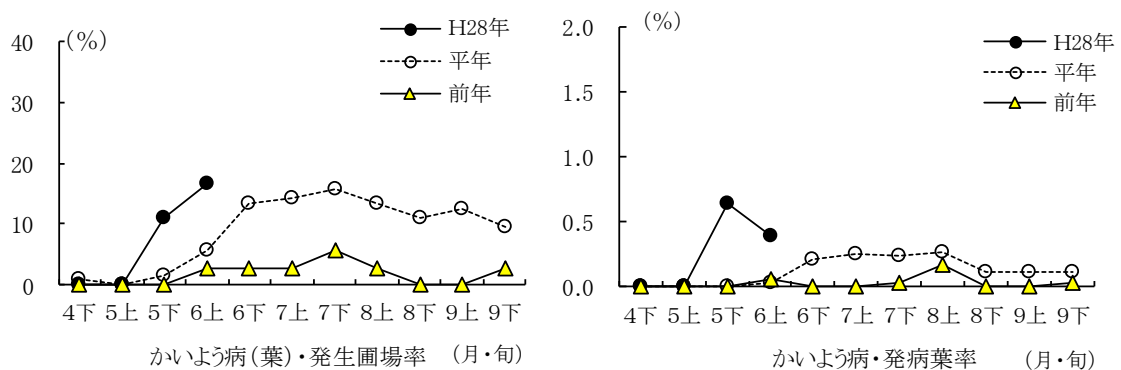 (%)
H28年
平年
前年
40
30
20
10
0
4下 5上 5下 6上 6下 7上 7下 8上 8下 9上 9下
かいよう病(葉)・発生圃場率 (月・旬)
(%)
H28年
平年
前年
2.0
1.5
1.0
0.5
0.0
4下 5上 5下 6上 6下 7上 7下 8上 8下 9上 9下
かいよう病・発病葉率 (月・旬)